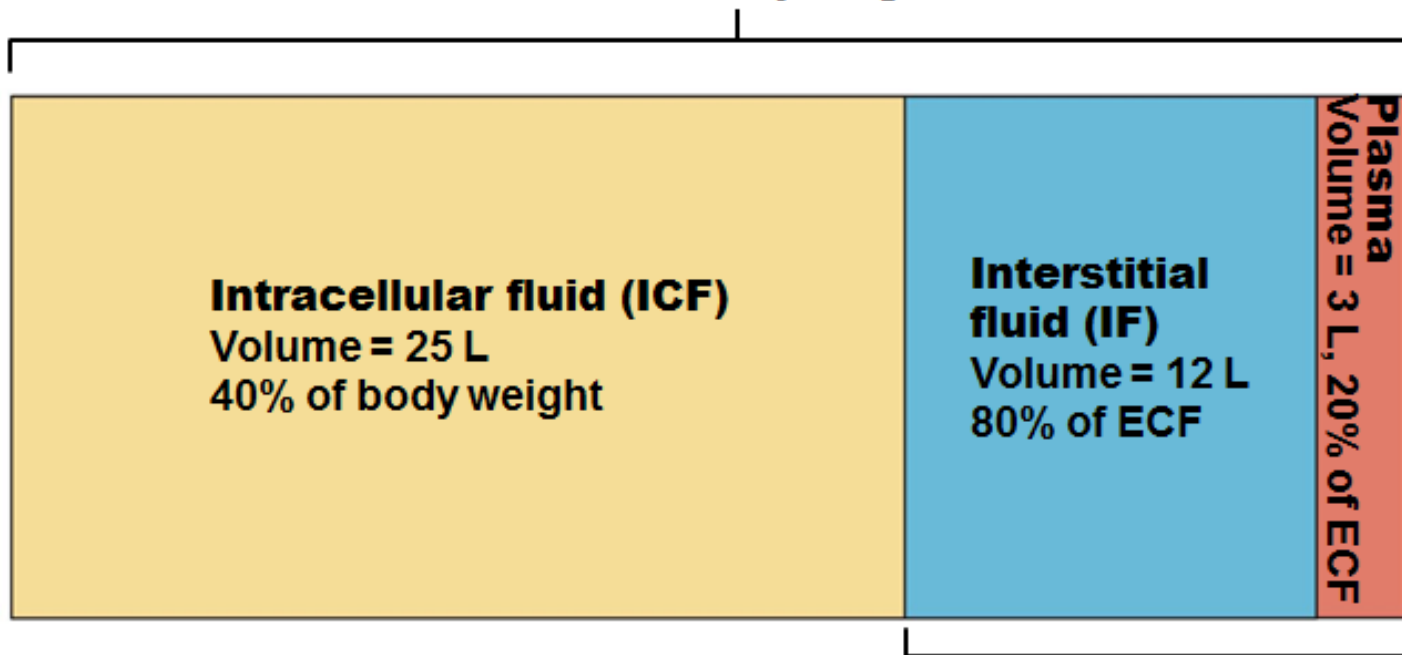 Intracellular fluid (ICF)
Volume = 25 L
40% of body weight
Interstitial
fluid (IF)
Volume = 12 L
80% of ECF
Plasma
Volume = 3 L, 20% of ECF